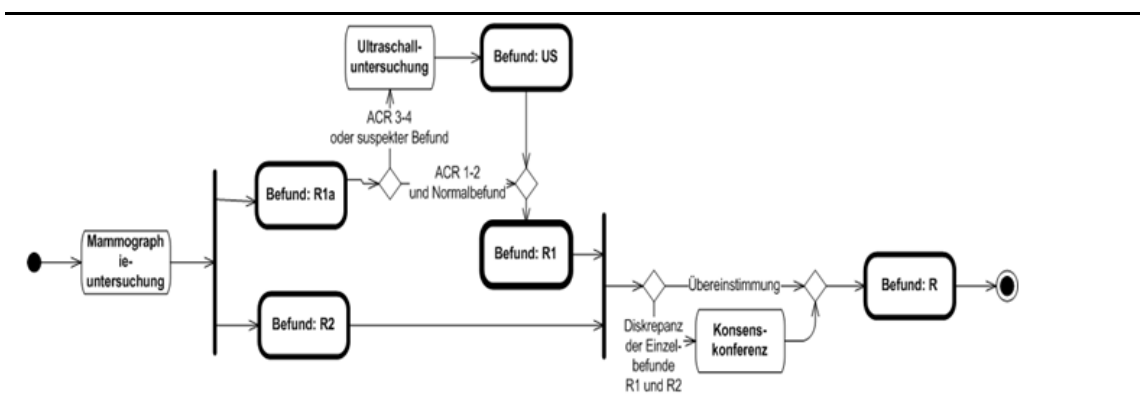 Ultraschall-
untersuchung
Befund: US
ACR 3-4
oder suspekter Befund
Befund: R1a
ACR 1-2
und Normalbefund
Mammograph
ie-
untersuchung
Befund: R1
Befund: R2
Übereinstimmung
Befund: R
Diskrepanz
der Einzel-
befunde
R1 und R2
Konsens-
konferenz